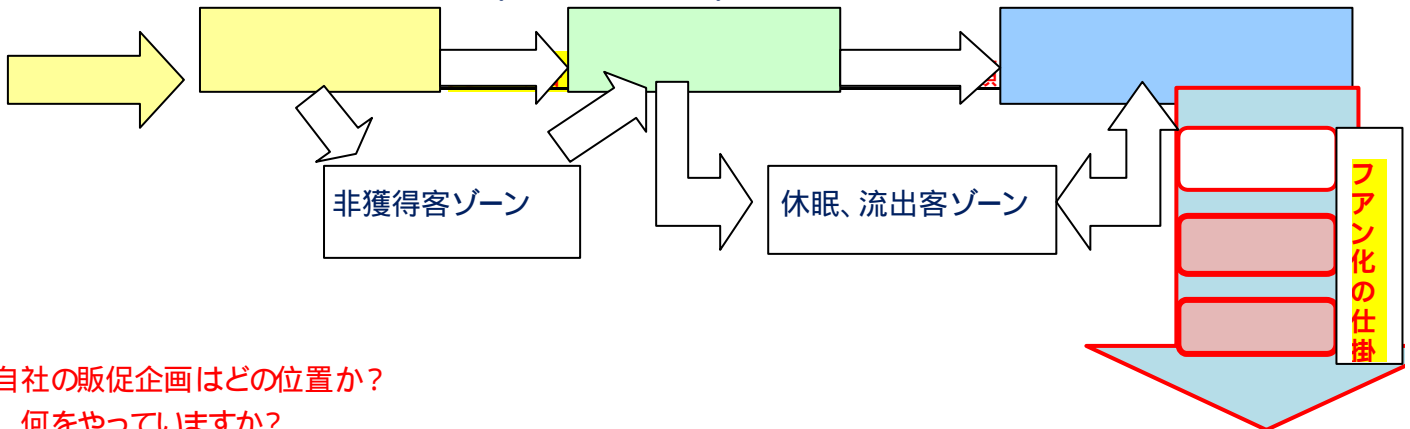 非獲得客ゾーン
休眠、流出客ゾーン
フアン化の仕掛
自社の販促企画はどの位置か?
何をやっていますか?